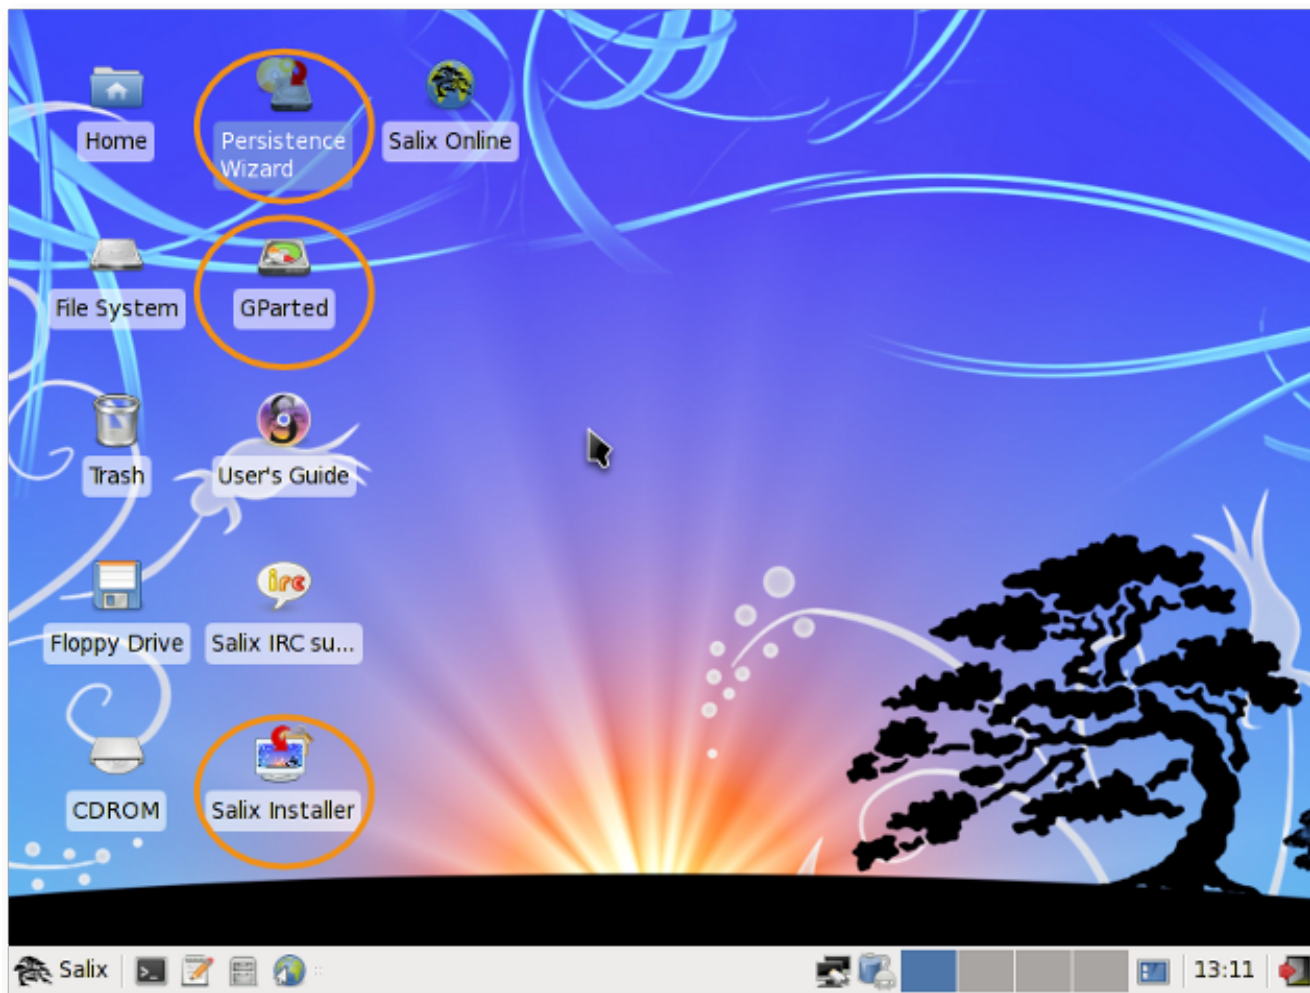 Home
Persistence
Wizard
Salix Online
File System
GParted
Trash
User's Guide
Floppy Drive
irc
Salix IRC su...
CDROM
Salix Installer
Salix
13:11